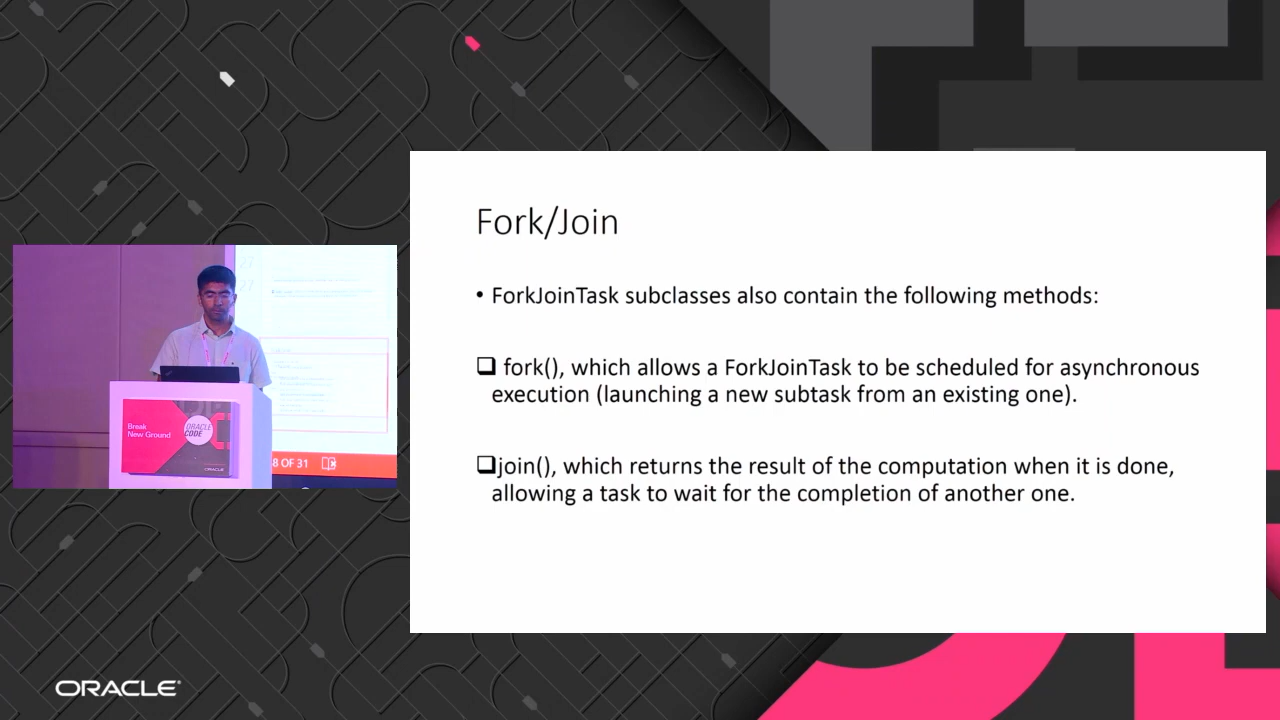 Fork/Join
• ForkJoinTask subclasses also contain the following methods:
❑ fork(), which allows a ForkJoinTask to be scheduled for asynchronous
execution (launching a new subtask from an existing one).
❑join(), which returns the result of the computation when it is done,
allowing a task to wait for the completion of another one.
27
27
8 OF 31
Break
New Ground
ORACLE
CODE
ORACLE
ORACLE